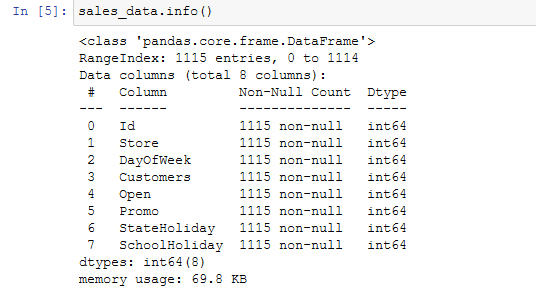 In [5]: sales_data.info()
<class 'pandas.core.frame.DataFrame'>
RangeIndex: 1115 entries, 0 to 1114
Data columns (total 8 columns):
 #   Column         Non-Null Count  Dtype
---  ------         --------------  -----
 0   Id             1115 non-null   int64
 1   Store          1115 non-null   int64
 2   DayOfWeek      1115 non-null   int64
 3   Customers      1115 non-null   int64
 4   Open           1115 non-null   int64
 5   Promo          1115 non-null   int64
 6   StateHoliday   1115 non-null   int64
 7   SchoolHoliday  1115 non-null   int64
dtypes: int64(8)
memory usage: 69.8 KB